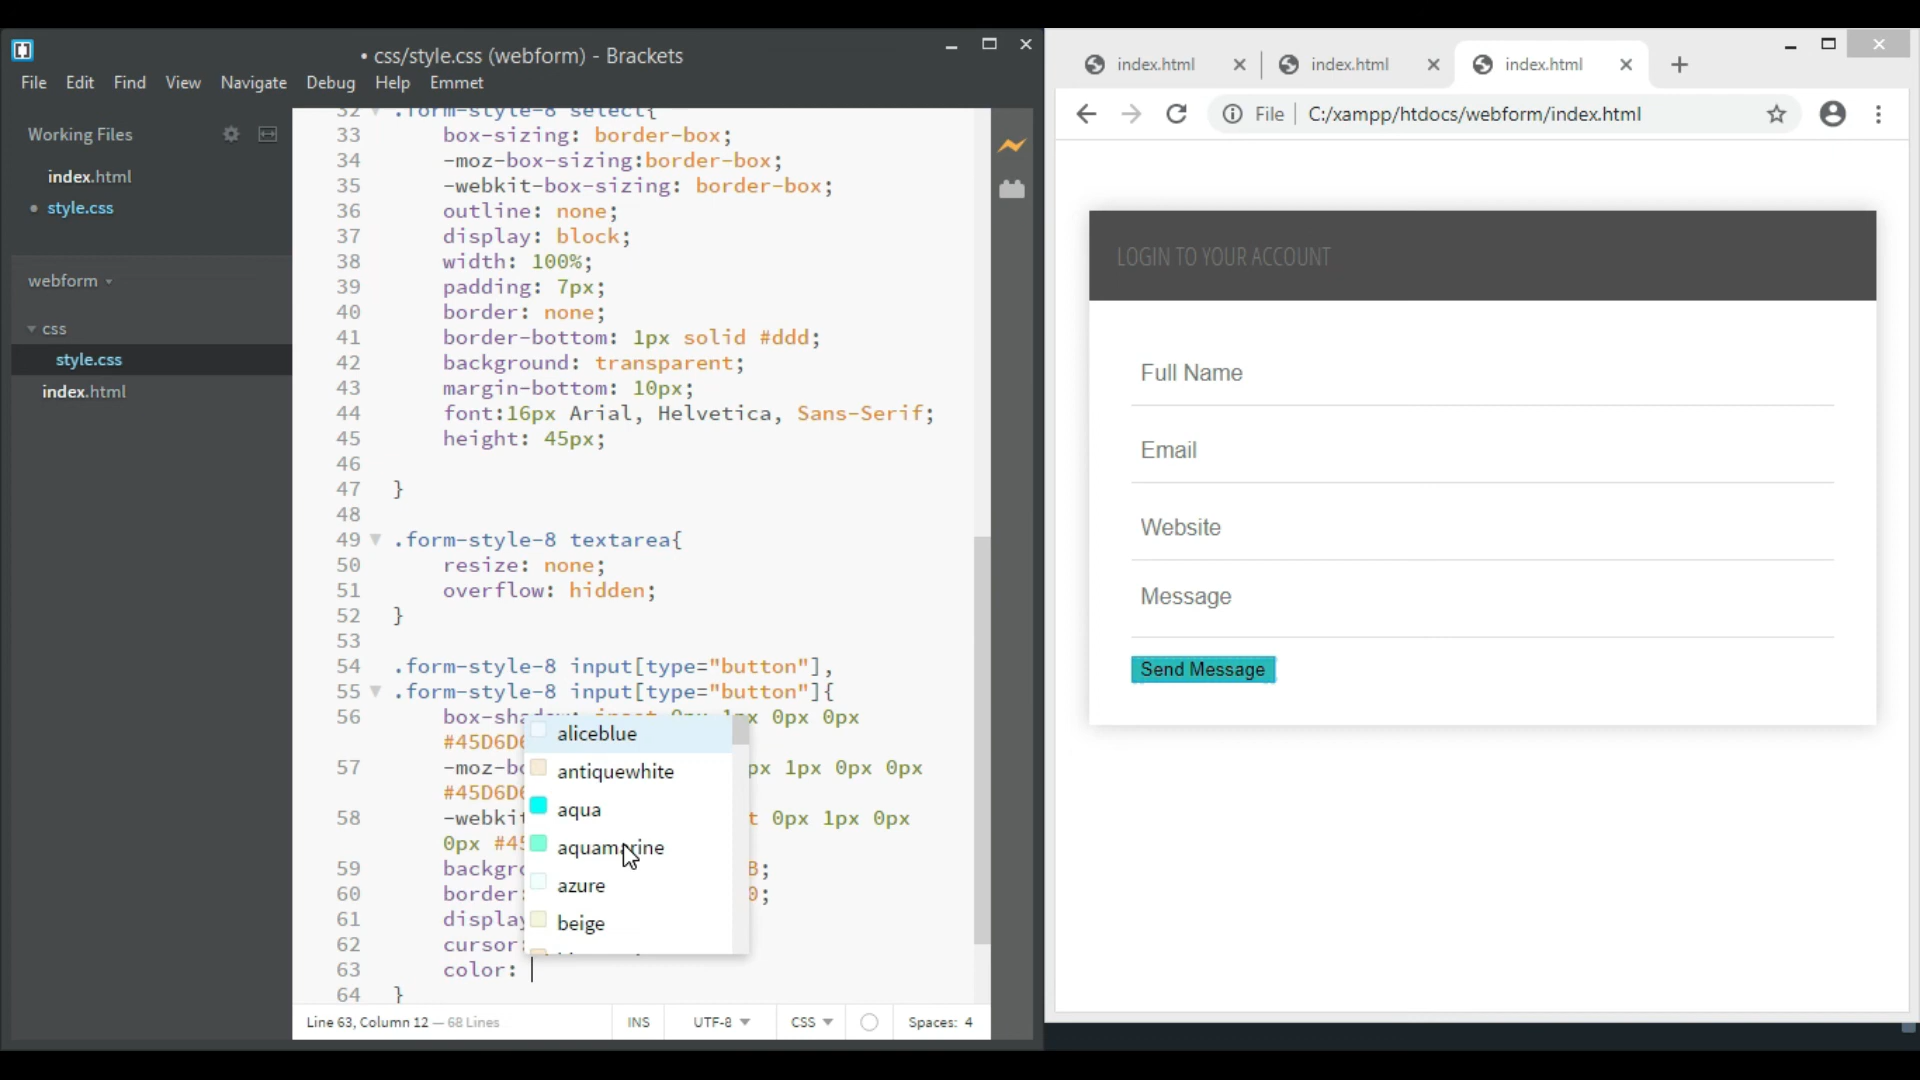 • css/style.css (webform) - Brackets
File Edit Find View Navigate Debug Help Emmet
Working Files
index.html
• style.css
webform
css
style.css
index.html
32 .form-style-8 select{
33 box-sizing: border-box;
34 -moz-box-sizing:border-box;
35 -webkit-box-sizing: border-box;
36 outline: none;
37 display: block;
38 width: 100%;
39 padding: 7px;
40 border: none;
41 border-bottom: 1px solid #ddd;
42 background: transparent;
43 margin-bottom: 10px;
44 font:16px Arial, Helvetica, Sans-Serif;
45 height: 45px;
46
47 }
48
49 .form-style-8 textarea{
50 resize: none;
51 overflow: hidden;
52 }
53
54 .form-style-8 input[type="button"],
55 .form-style-8 input[type="button"]{
56 box-shadow: inset 0px 1px 0px 0px
#45D6D6
57 -moz-bo px 1px 0px 0px
#45D6D6
58 -webkit t 0px 1px 0px
0px #45
59 backgro B;
60 border: 0;
61 display
62 cursor:
63 color:
64 }
aliceblue
antiquewhite
aqua
aquamarine
azure
beige
Line 63, Column 12 — 68 Lines
INS UTF-8 CSS Spaces: 4
index.html index.html index.html
File C:/xampp/htdocs/webform/index.html
LOGIN TO YOUR ACCOUNT
Full Name
Email
Website
Message
Send Message